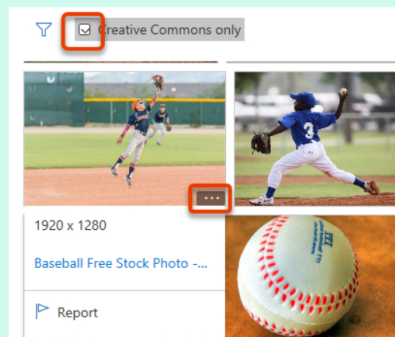 Creative Commons only
3
...
1920 x 1280
Baseball Free Stock Photo -...
Report